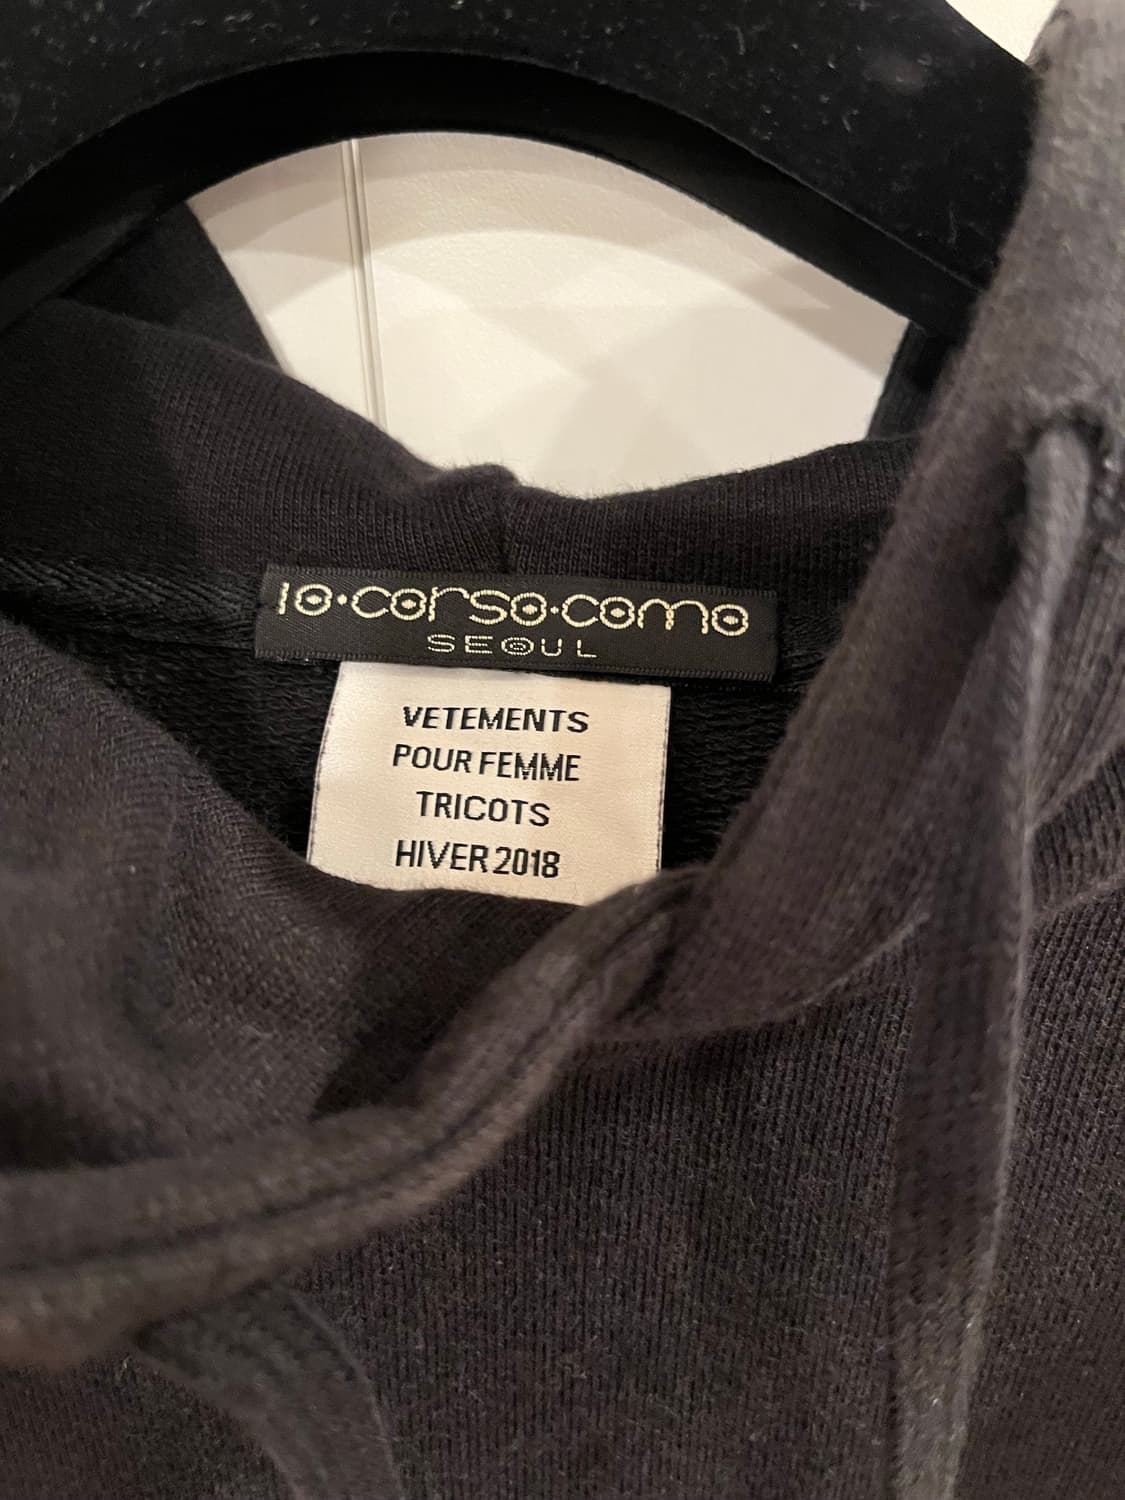 10·corso·como
SEOUL
VETEMENTS
POUR FEMME
TRICOTS
HIVER 2018